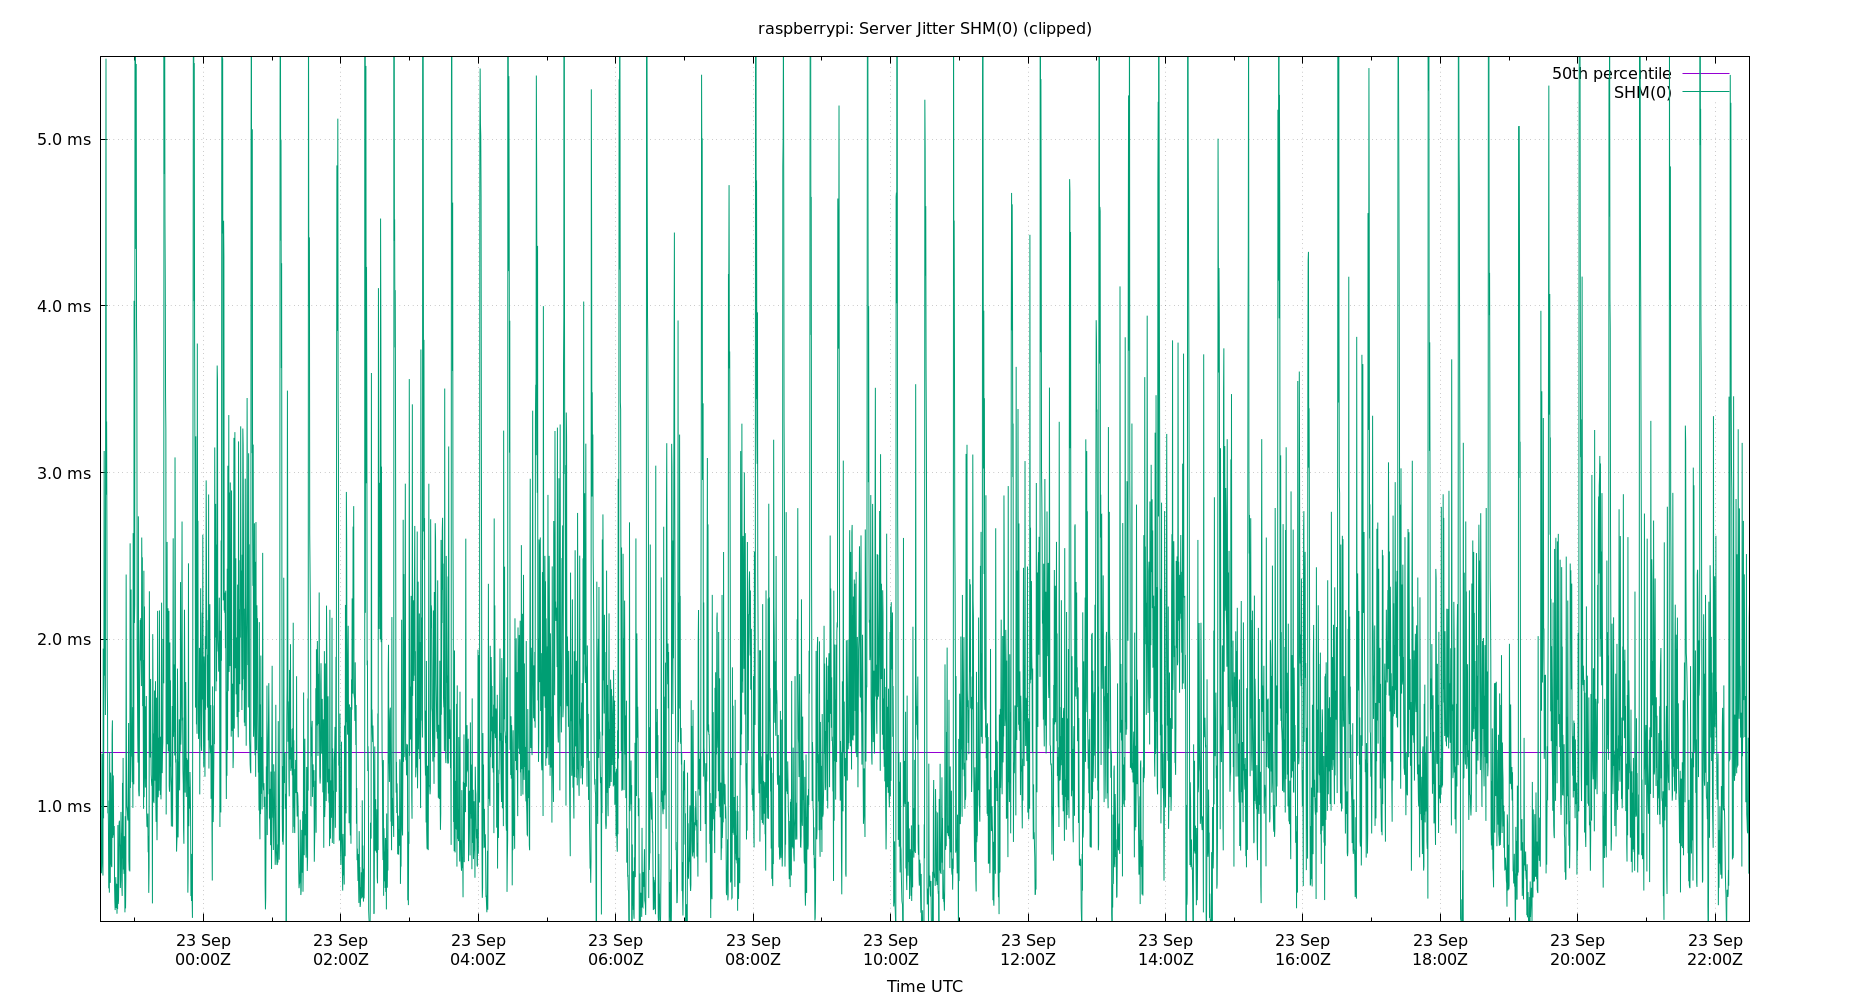 raspberrypi: Server Jitter SHM(0) (clipped)
50th percentile
SHM(0)
5.0 ms
4.0 ms
3.0 ms
2.0 ms
1.0 ms
23 Sep 23 Sep 23 Sep 23 Sep 23 Sep 23 Sep 23 Sep 23 Sep 23 Sep 23 Sep 23 Sep 23 Sep
00:00Z 02:00Z 04:00Z 06:00Z 08:00Z 10:00Z 12:00Z 14:00Z 16:00Z 18:00Z 20:00Z 22:00Z
Time UTC